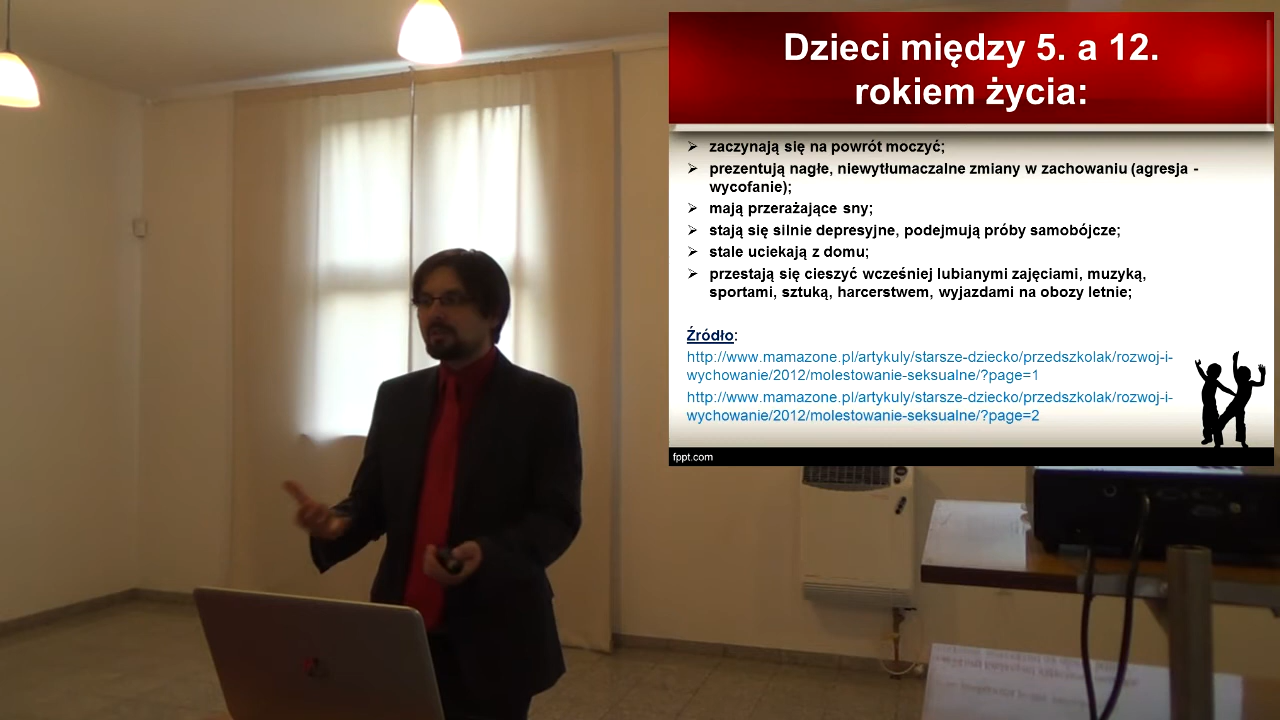 Dzieci między 5. a 12.
rokiem życia:
zaczynają się na powrót moczyć;
prezentują nagłe, niewytłumaczalne zmiany w zachowaniu (agresja -
wycofanie);
mają przerażające sny;
stają się silnie depresyjne, podejmują próby samobójcze;
stale uciekają z domu;
przestają się cieszyć wcześniej lubianymi zajęciami, muzyką,
sportami, sztuką, harcerstwem, wyjazdami na obozy letnie;
Źródło:
http://www.mamazone.pl/artykuly/starsze-dziecko/przedszkolak/rozwoj-i-
wychowanie/2012/molestowanie-seksualne/?page=1
http://www.mamazone.pl/artykuly/starsze-dziecko/przedszkolak/rozwoj-i-
wychowanie/2012/molestowanie-seksualne/?page=2
fppt.com